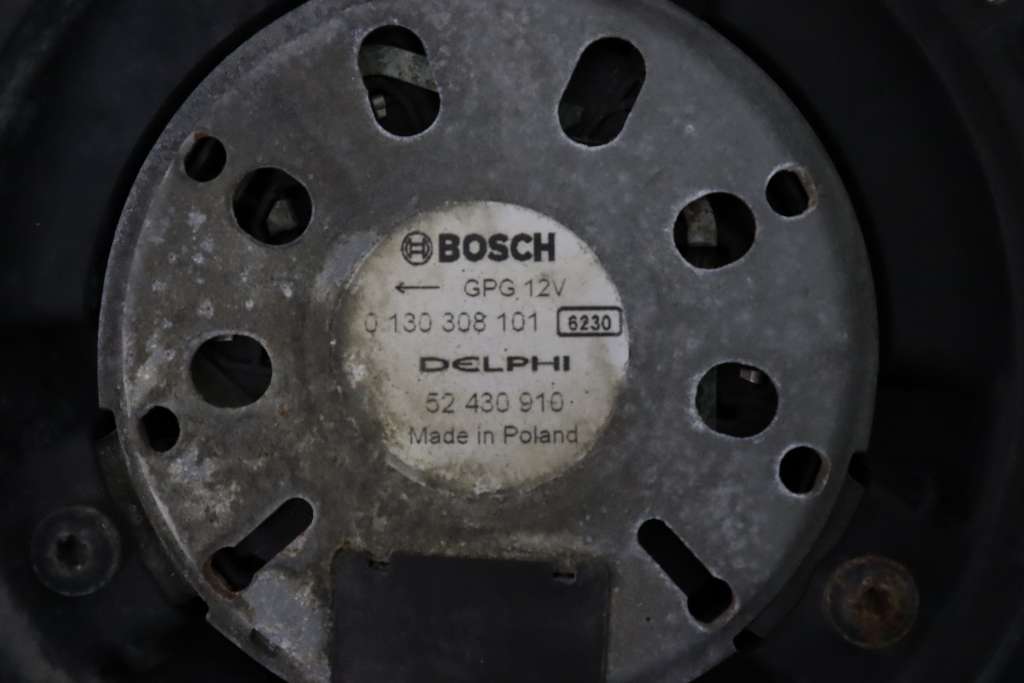 BOSCH
← GPG 12V
0 130 308 101 6230
DELPHI
52 430 910
Made in Poland